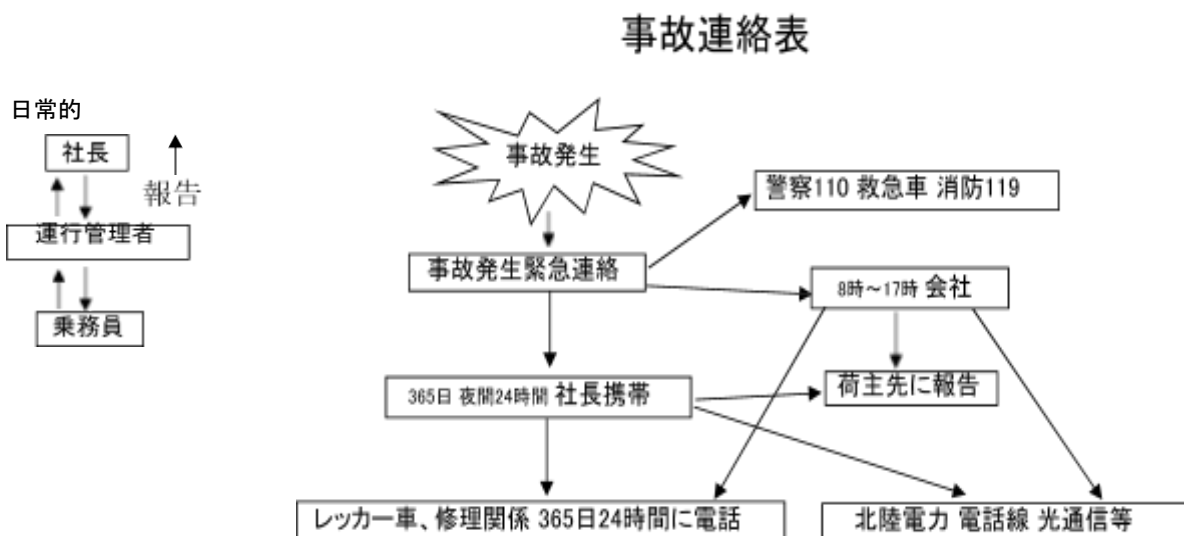 事故連絡表
日常的
社長
報告
運行管理者
乗務員
事故発生
警察110 救急車 消防119
事故発生緊急連絡
8時～17時 会社
365日 夜間24時間 社長携帯
荷主先に報告
レッカー車、修理関係 365日24時間に電話
北陸電力 電話線 光通信等